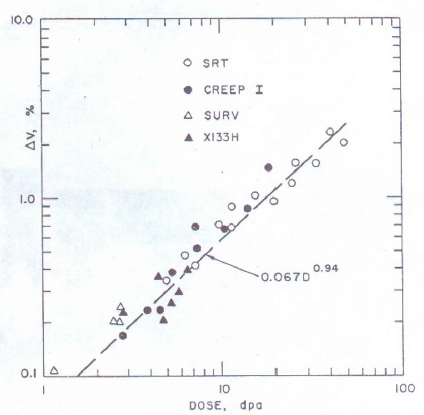 10.0
○ SRT
● CREEP I
△ SURV
▲ X133H
ΔV, %
1.0
0.067D^0.94
0.1
1 10 100
DOSE, dpa